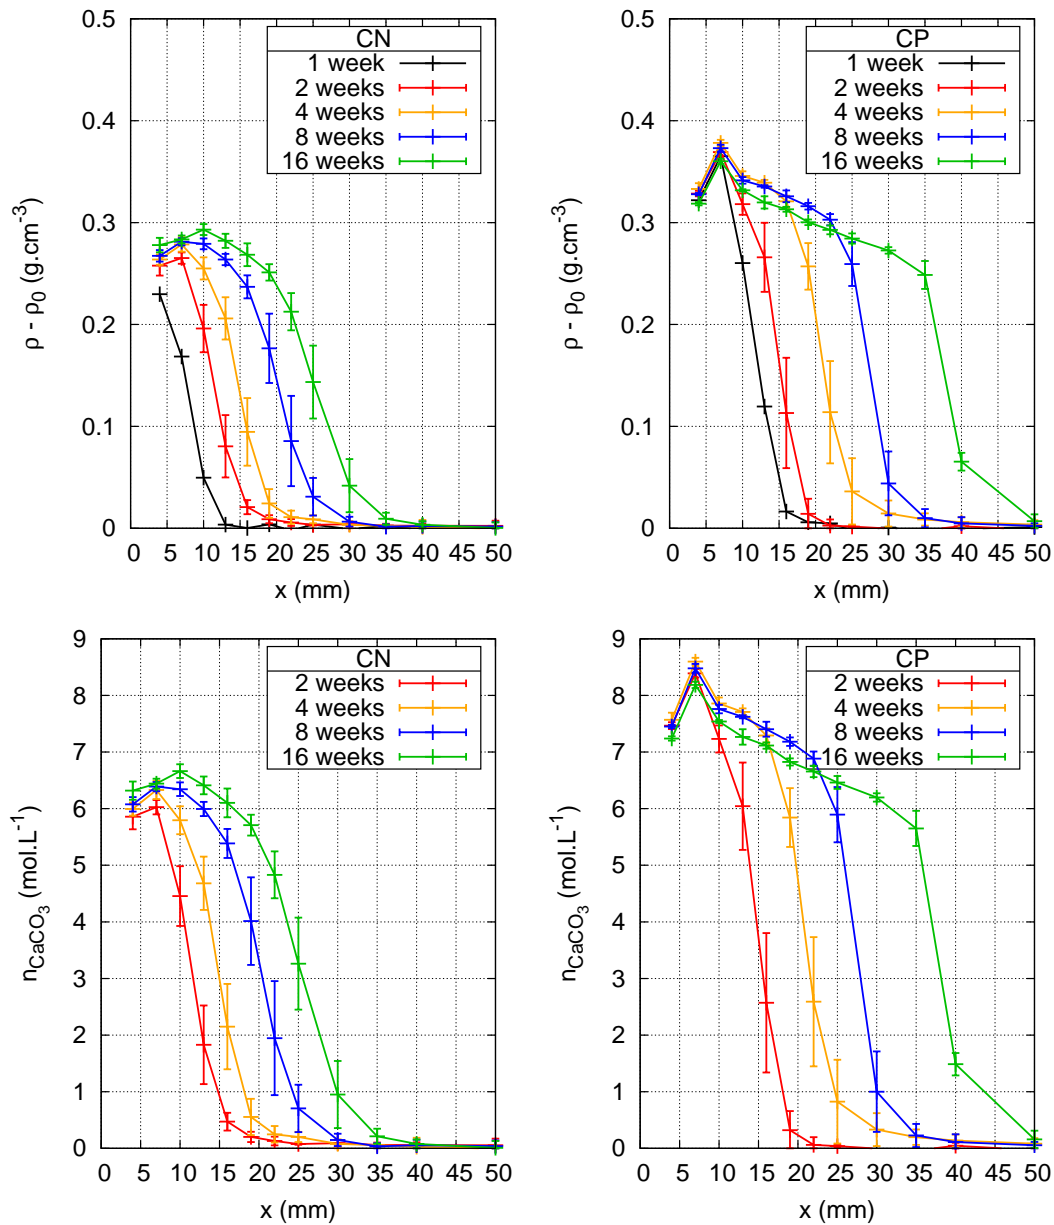 CN
1 week
2 weeks
4 weeks
8 weeks
16 weeks
0.5
0.4
0.3
0.2
0.1
0
ρ - ρ0 (g.cm-3)
0 5 10 15 20 25 30 35 40 45 50
x (mm)
CP
1 week
2 weeks
4 weeks
8 weeks
16 weeks
0.5
0.4
0.3
0.2
0.1
0
ρ - ρ0 (g.cm-3)
0 5 10 15 20 25 30 35 40 45 50
x (mm)
CN
2 weeks
4 weeks
8 weeks
16 weeks
9
8
7
6
5
4
3
2
1
0
nCaCO3 (mol.L-1)
0 5 10 15 20 25 30 35 40 45 50
x (mm)
CP
2 weeks
4 weeks
8 weeks
16 weeks
9
8
7
6
5
4
3
2
1
0
nCaCO3 (mol.L-1)
0 5 10 15 20 25 30 35 40 45 50
x (mm)